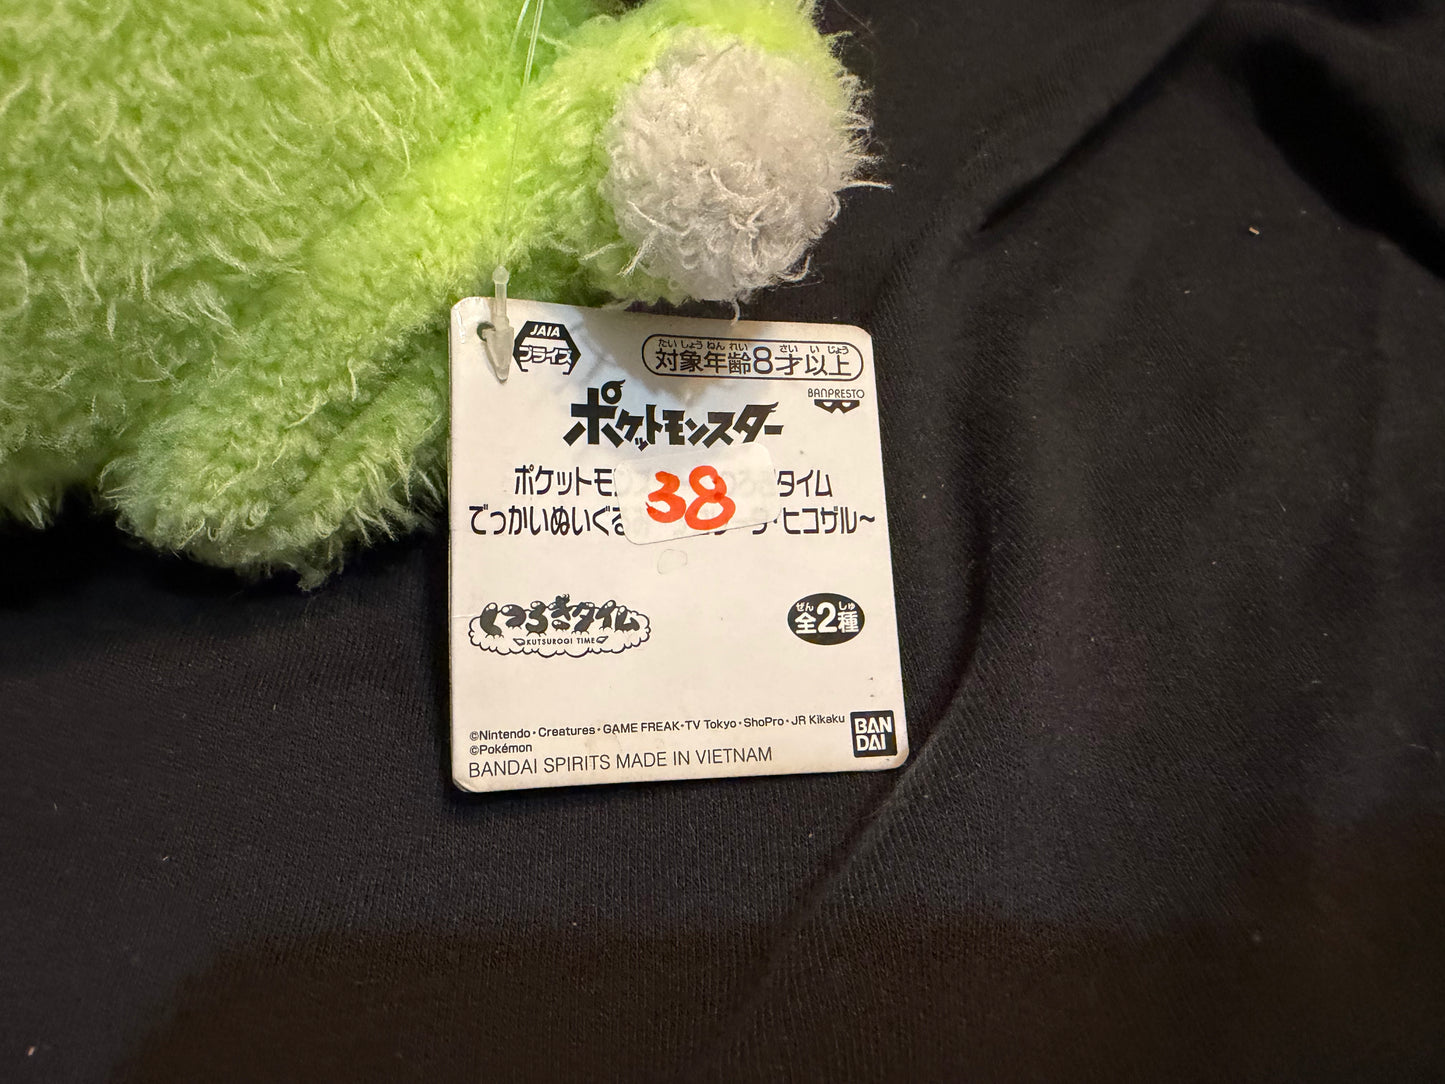 JAIA
プライズ
たいしょうねんれい さい いじょう
対象年齢8才以上
BANPRESTO
ポケットモンスター
ポケットモ タイム
38
でっかいぬいぐる ・ヒコザル~
くつろぎタイム
KUTSUROGI TIME
ぜん しゅ
全2種
©Nintendo・Creatures・GAME FREAK・TV Tokyo・ShoPro・JR Kikaku
©Pokémon
BANDAI SPIRITS MADE IN VIETNAM
BAN
DAI